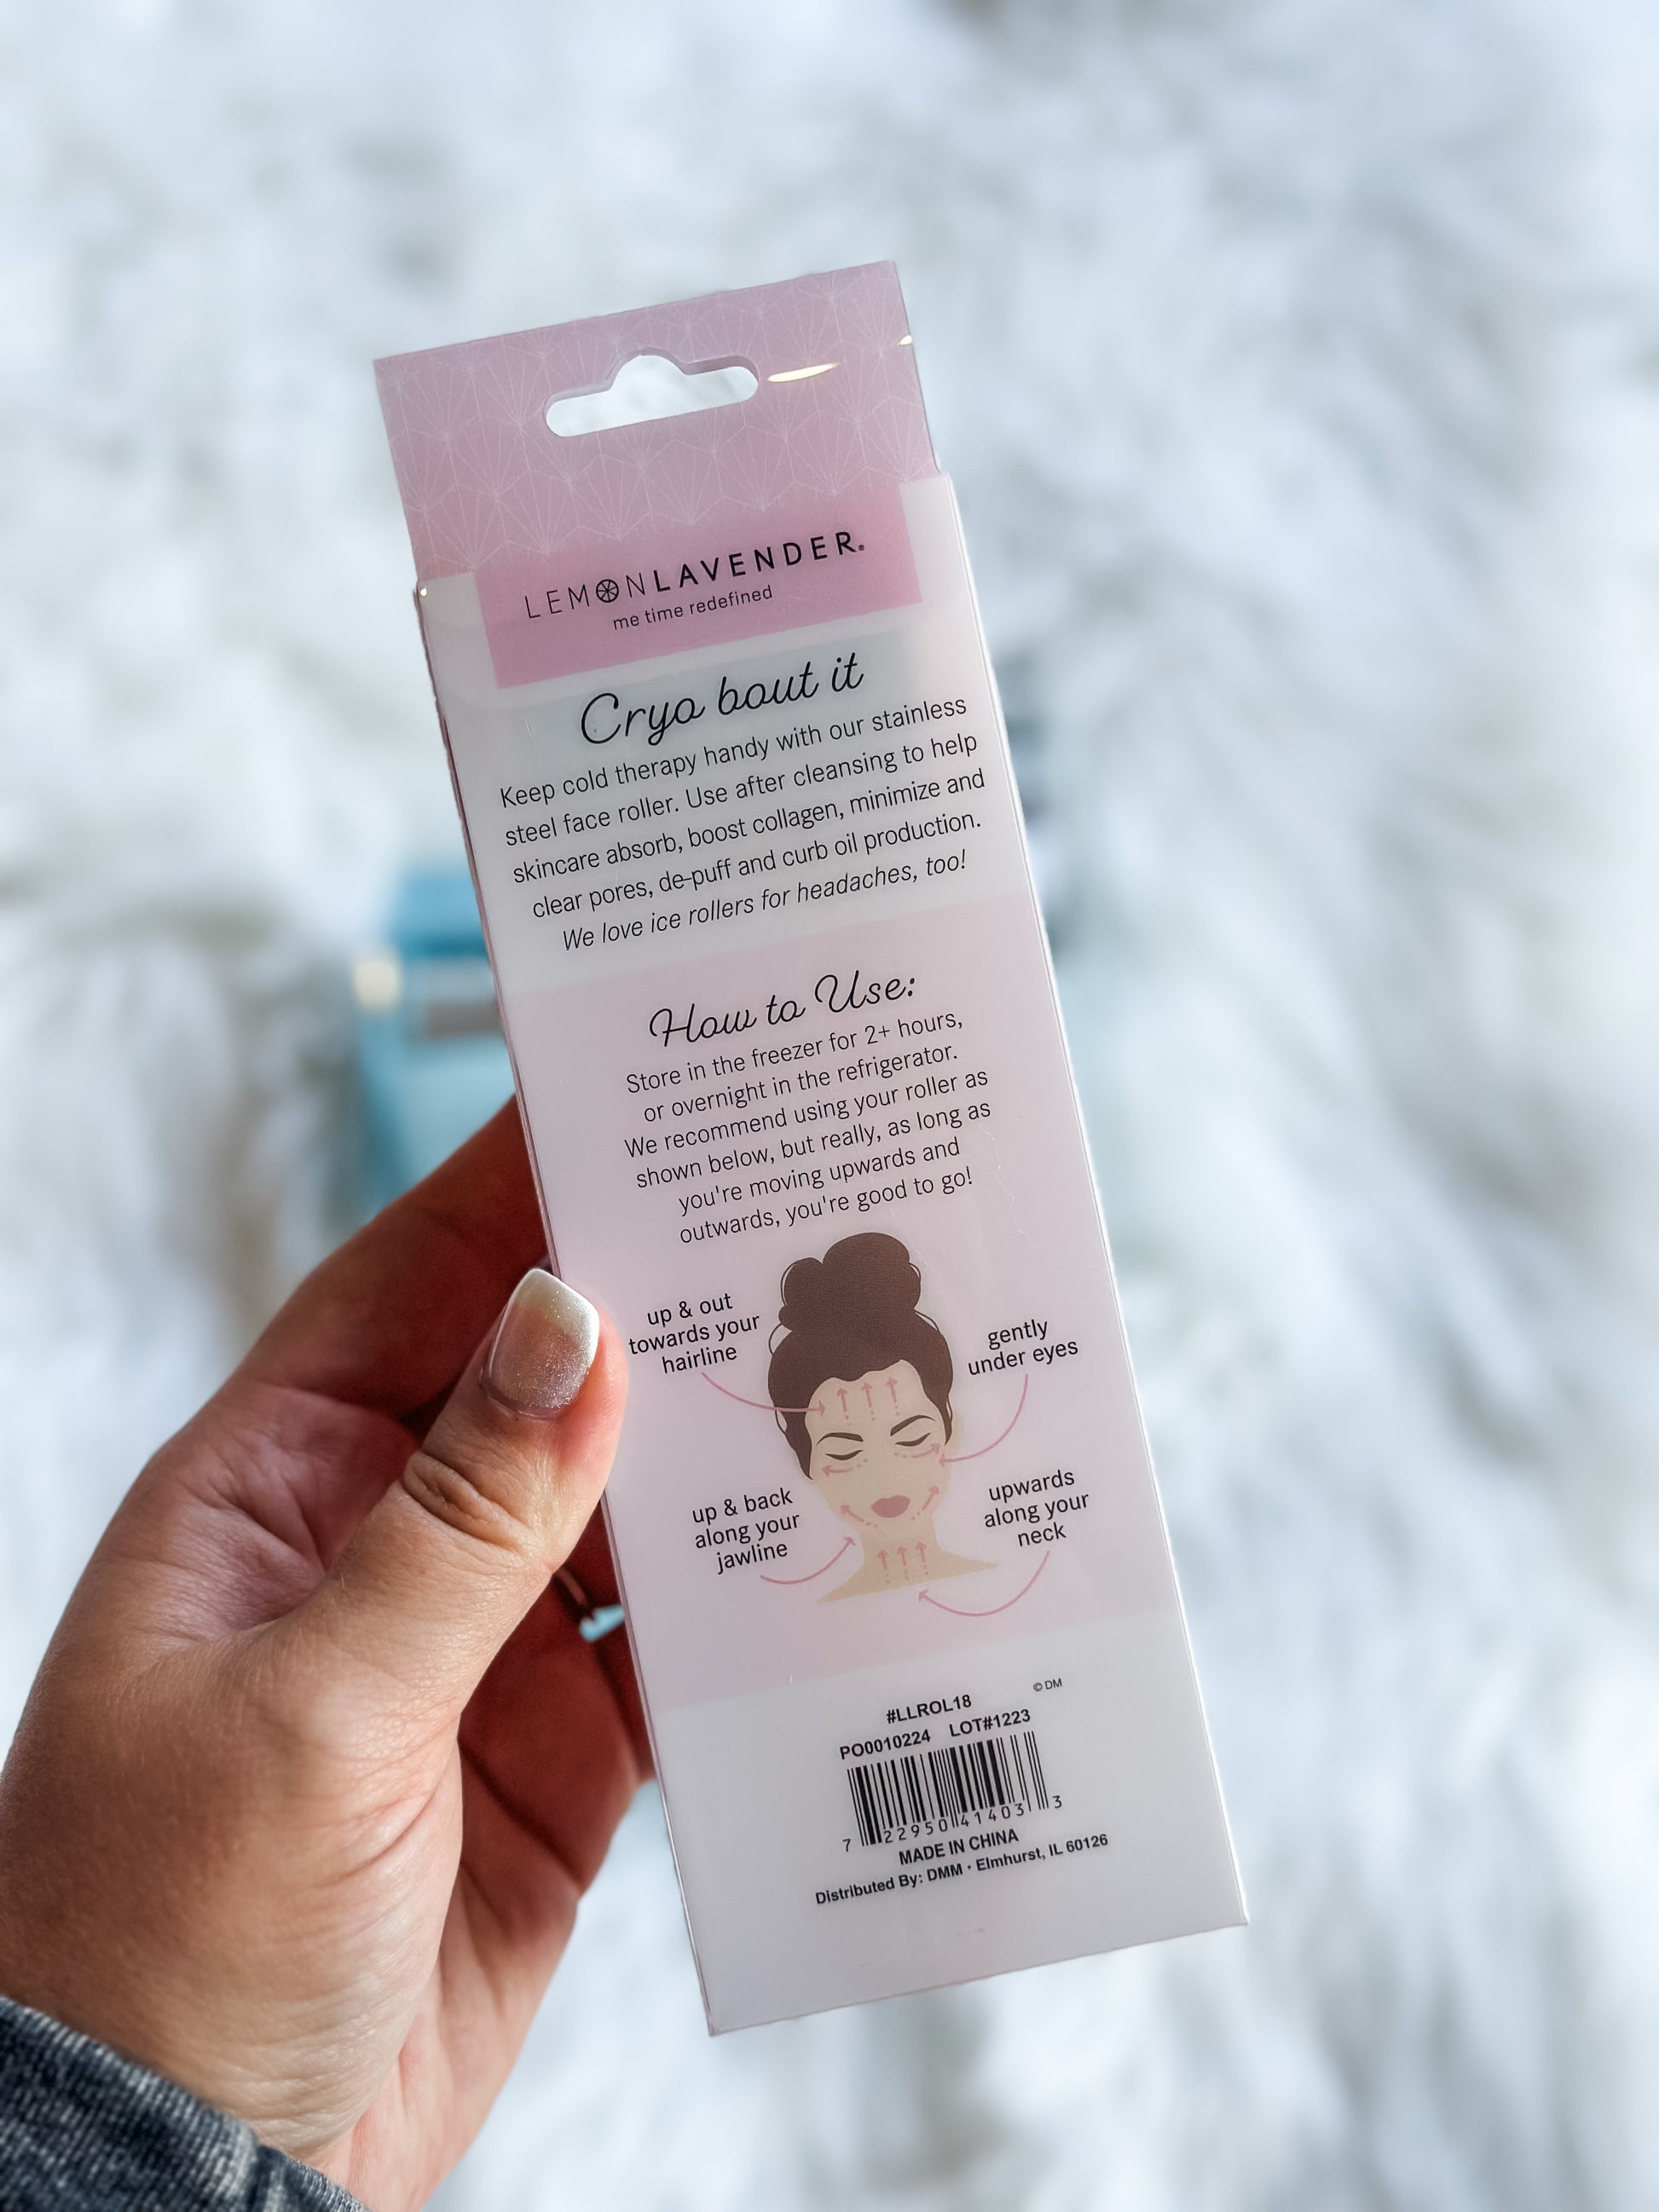 LEMONLAVENDER®
me time redefined
Cryo bout it
Keep cold therapy handy with our stainless
steel face roller. Use after cleansing to help
skincare absorb, boost collagen, minimize and
clear pores, de-puff and curb oil production.
We love ice rollers for headaches, too!
How to Use:
Store in the freezer for 2+ hours,
or overnight in the refrigerator.
We recommend using your roller as
shown below, but really, as long as
you're moving upwards and
outwards, you're good to go!
up & out
towards your
hairline
gently
under eyes
up & back
along your
jawline
upwards
along your
neck
© DM
#LLROL18
PO0010224 LOT#1223
7 22950 41403 3
MADE IN CHINA
Distributed By: DMM • Elmhurst, IL 60126